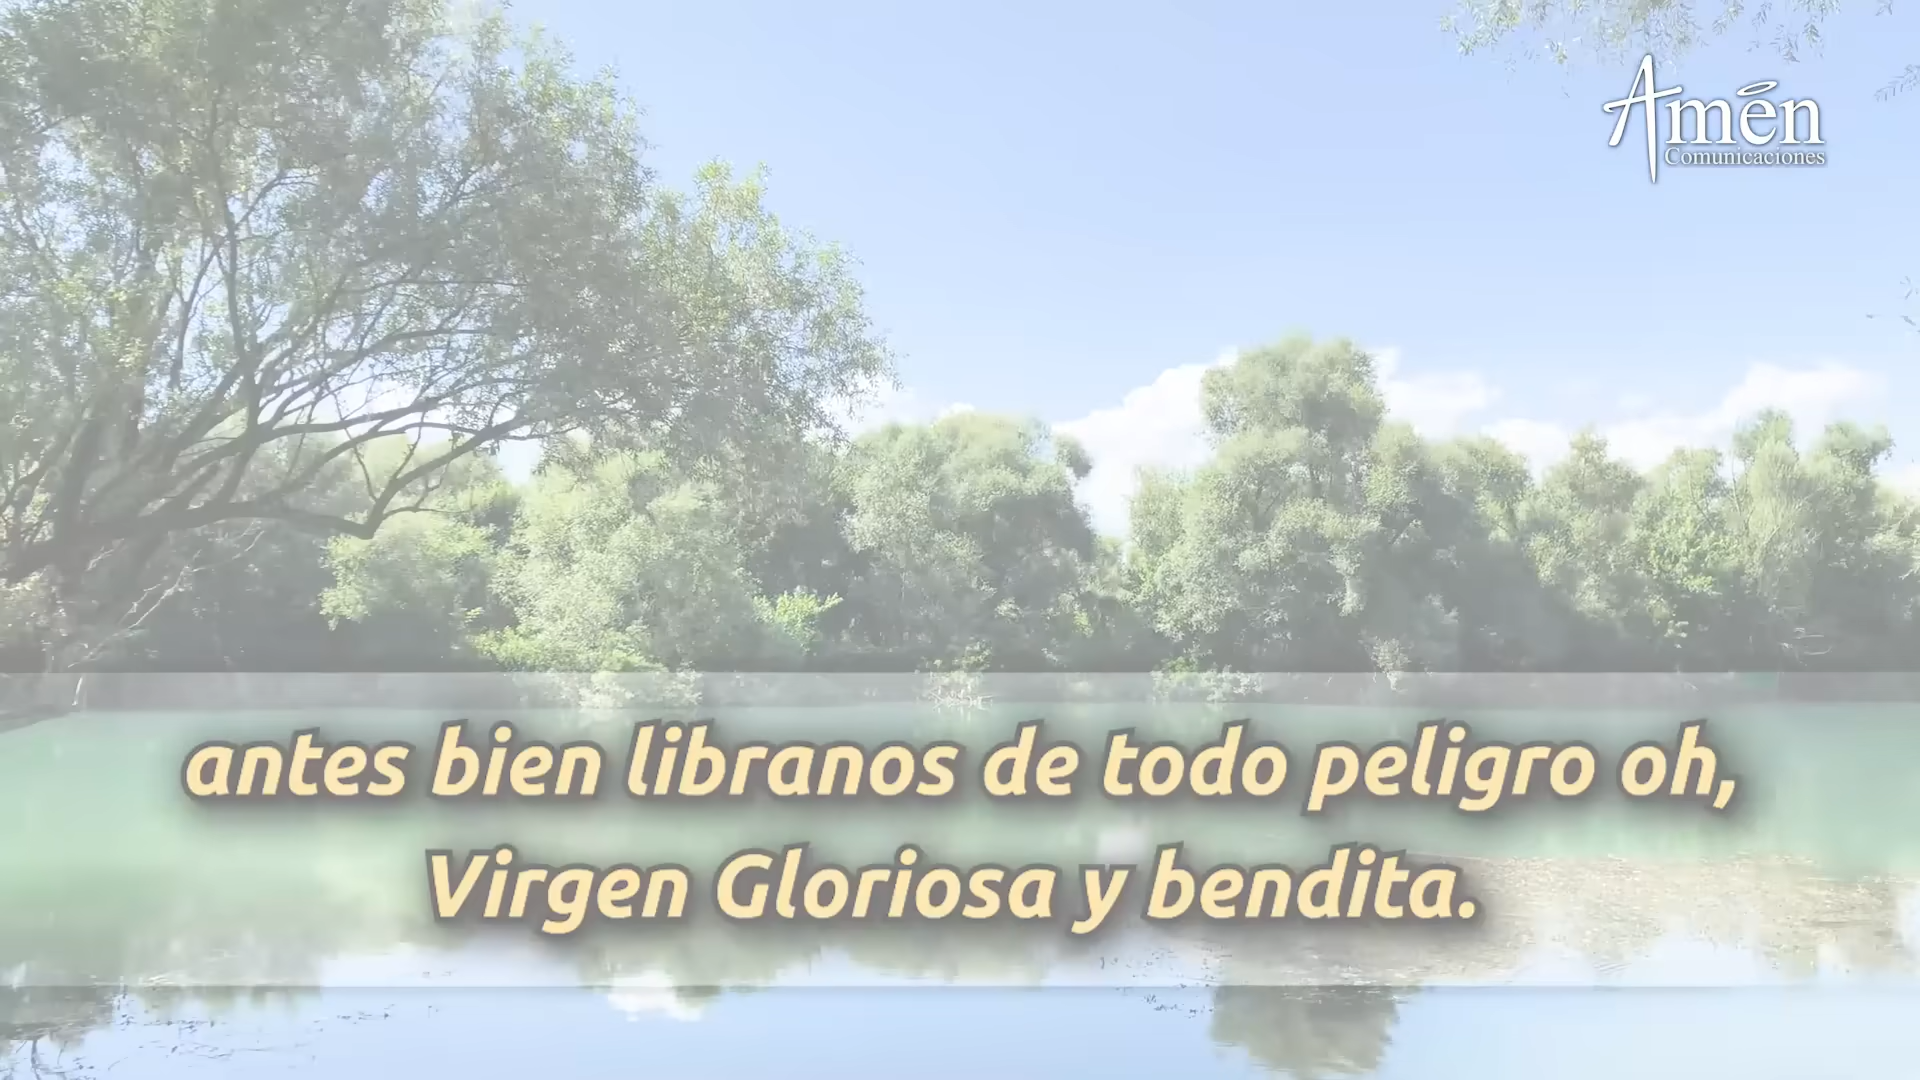 Amén
Comunicaciones
antes bien libranos de todo peligro oh,
Virgen Gloriosa y bendita.